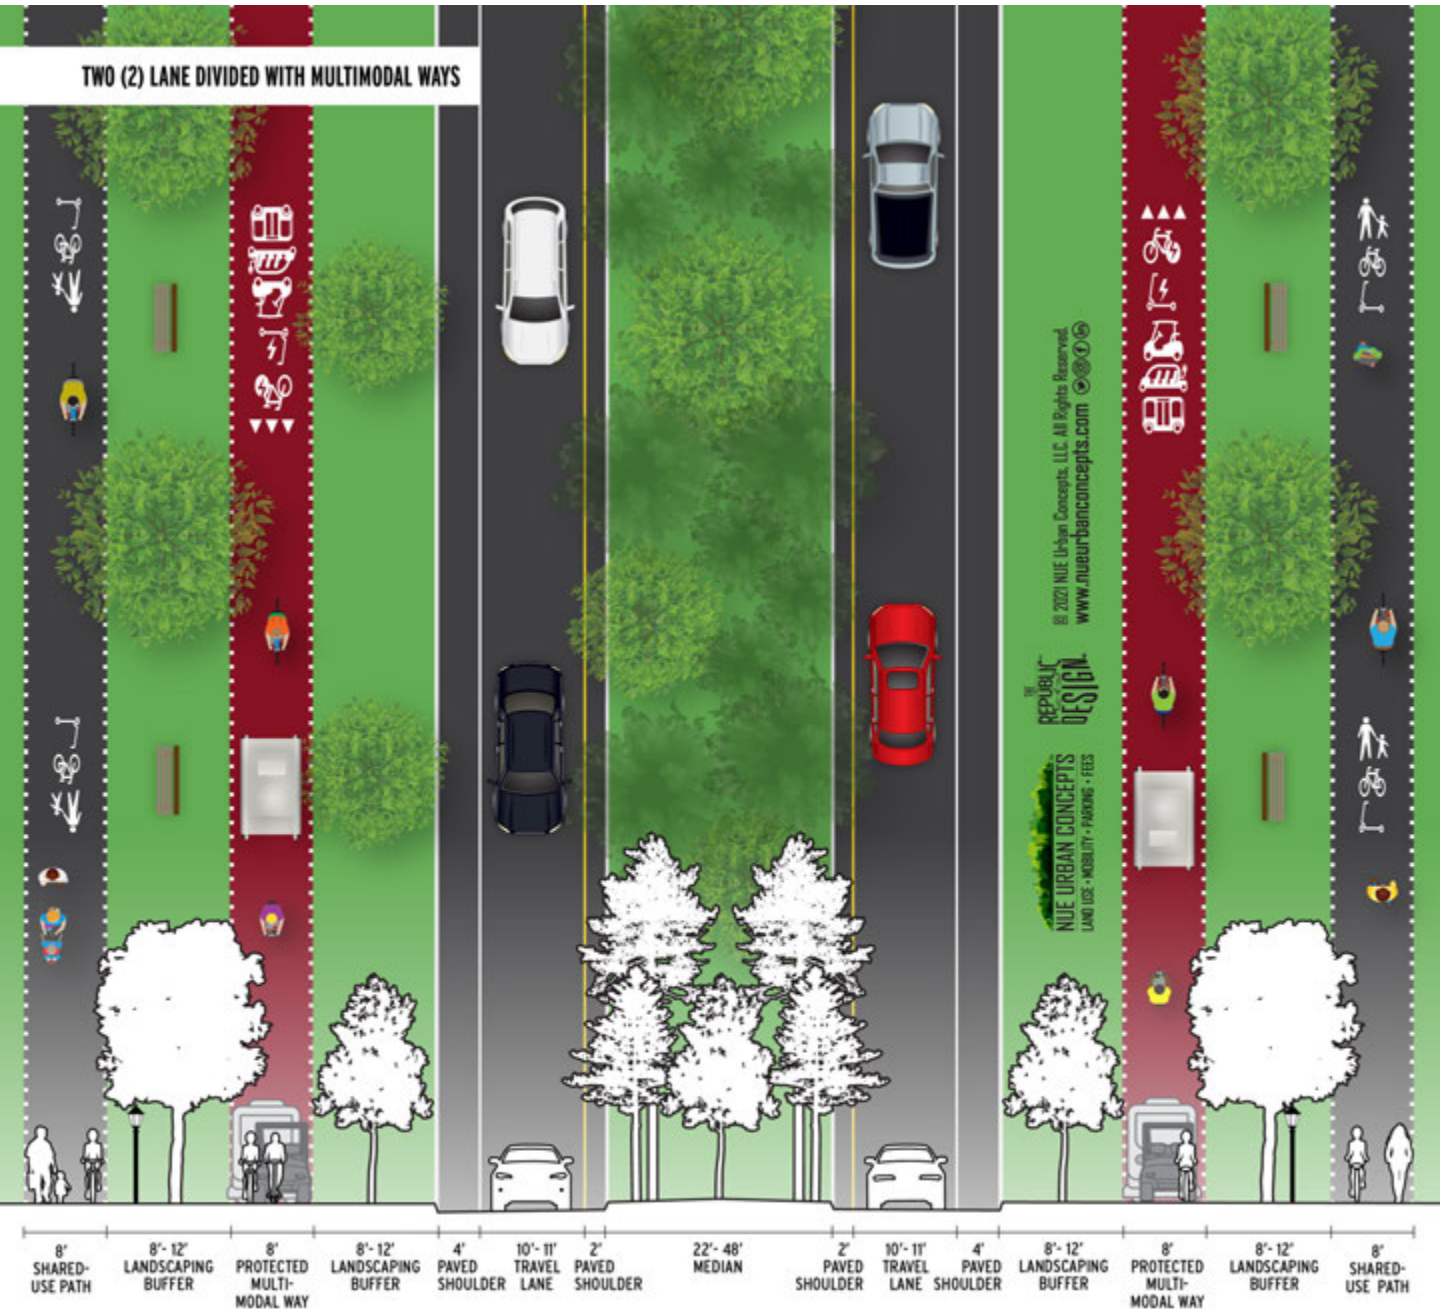 TWO (2) LANE DIVIDED WITH MULTIMODAL WAYS
© 2021 NUE Urban Concepts, LLC. All Rights Reserved.
www.nueurbanconcepts.com
THE
REPUBLIC
of
DESIGN
NUE URBAN CONCEPTS
LAND USE • MOBILITY • PARKING • FEES
8'
SHARED-
USE PATH
8'- 12'
LANDSCAPING
BUFFER
8'
PROTECTED
MULTI-
MODAL WAY
8'- 12'
LANDSCAPING
BUFFER
4'
PAVED
SHOULDER
10'- 11'
TRAVEL
LANE
2'
PAVED
SHOULDER
22'- 48'
MEDIAN
2'
PAVED
SHOULDER
10'- 11'
TRAVEL
LANE
4'
PAVED
SHOULDER
8'- 12'
LANDSCAPING
BUFFER
8'
PROTECTED
MULTI-
MODAL WAY
8'- 12'
LANDSCAPING
BUFFER
8'
SHARED-
USE PATH